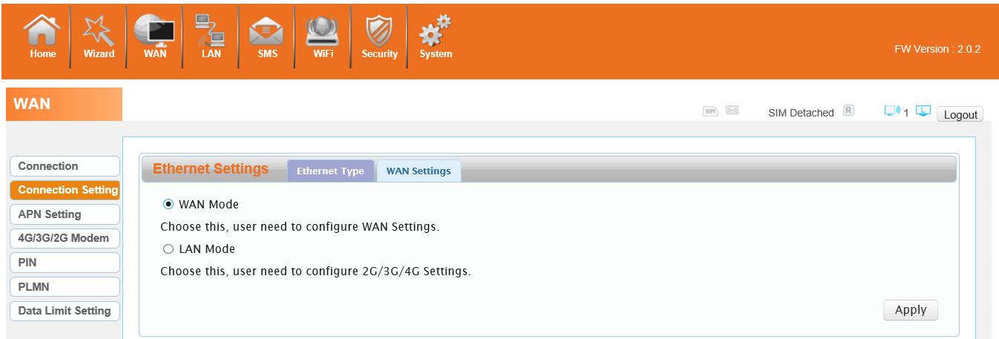 Home Wizard WAN LAN SMS WiFi Security System
FW Version : 2.0.2
WAN
SIM SIM Detached R 1 L Logout
Connection
Connection Setting
APN Setting
4G/3G/2G Modem
PIN
PLMN
Data Limit Setting
Ethernet Settings Ethernet Type WAN Settings
WAN Mode
Choose this, user need to configure WAN Settings.
LAN Mode
Choose this, user need to configure 2G/3G/4G Settings.
Apply